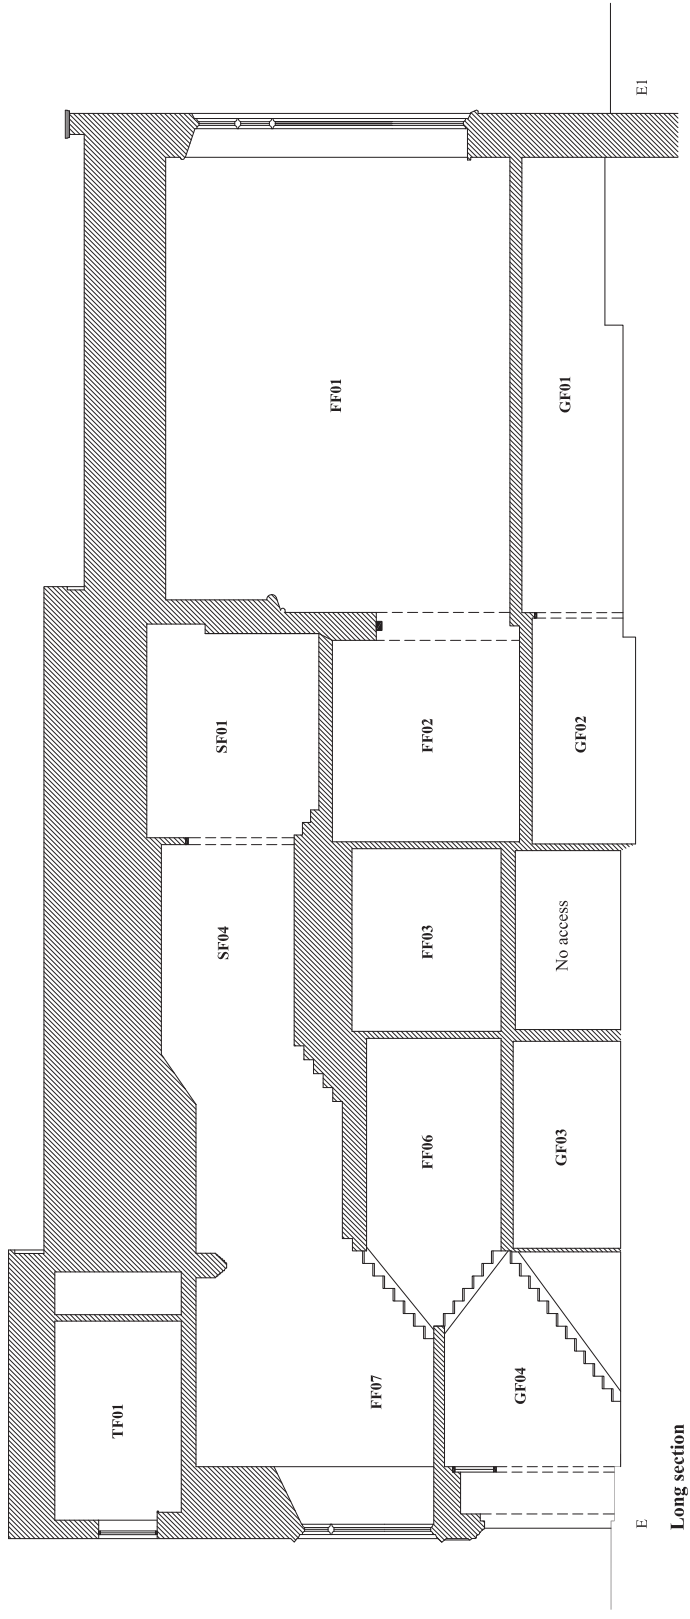 TF01
SF04
SF01
FF07
FF06
FF03
FF02
FF01
GF04
GF03
No access
GF02
GF01
E
E1
Long section